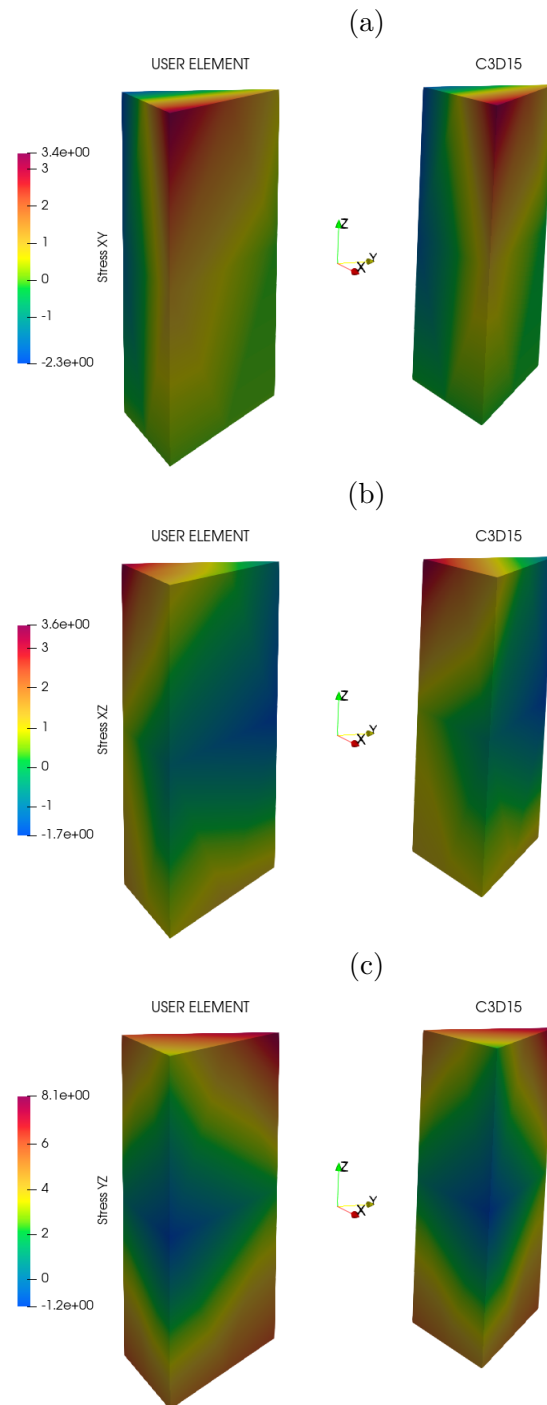 (a)
USER ELEMENT
C3D15
3.4e+00
3
2
1
0
-1
-2.3e+00
Stress XY
Z
Y
X
(b)
USER ELEMENT
C3D15
3.6e+00
3
2
1
0
-1
-1.7e+00
Stress XZ
Z
Y
X
(c)
USER ELEMENT
C3D15
8.1e+00
6
4
2
0
-1.2e+00
Stress YZ
Z
Y
X